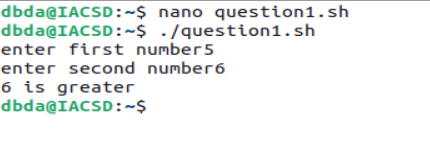 dbda@IACSD:~$ nano question1.sh
dbda@IACSD:~$ ./question1.sh
enter first number5
enter second number6
6 is greater
dbda@IACSD:~$